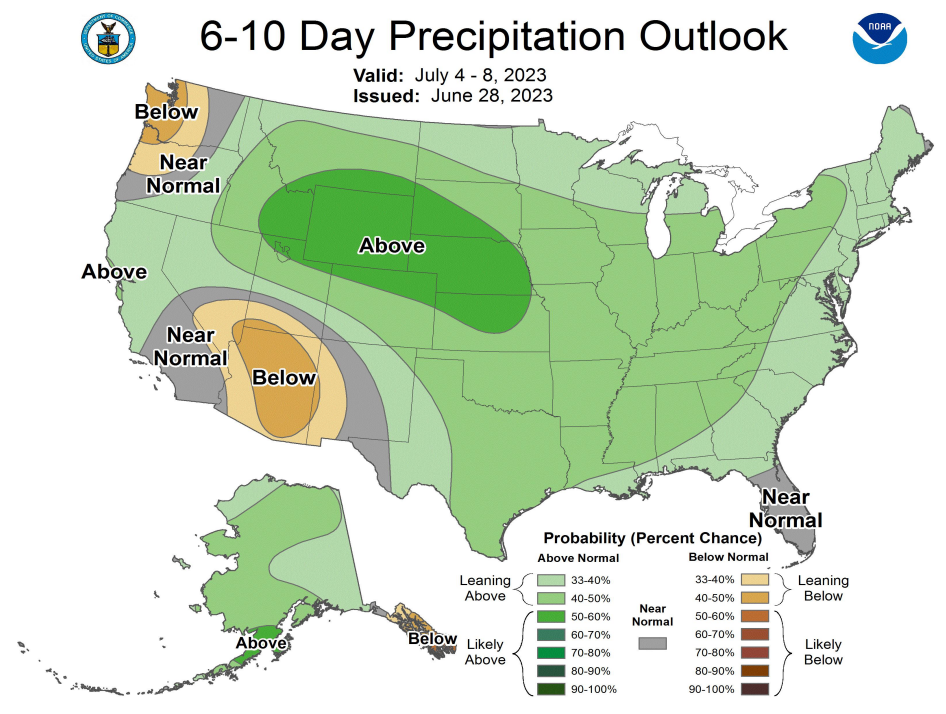 6-10 Day Precipitation Outlook
NOAA
Valid: July 4 - 8, 2023
Issued: June 28, 2023
Below
Near
Normal
Above
Above
Near
Normal
Below
Near
Normal
Above
Below
Probability (Percent Chance)
Above Normal
Below Normal
Leaning
Above
33-40%
40-50%
50-60%
60-70%
70-80%
80-90%
90-100%
Likely
Above
Near
Normal
33-40%
40-50%
50-60%
60-70%
70-80%
80-90%
90-100%
Leaning
Below
Likely
Below